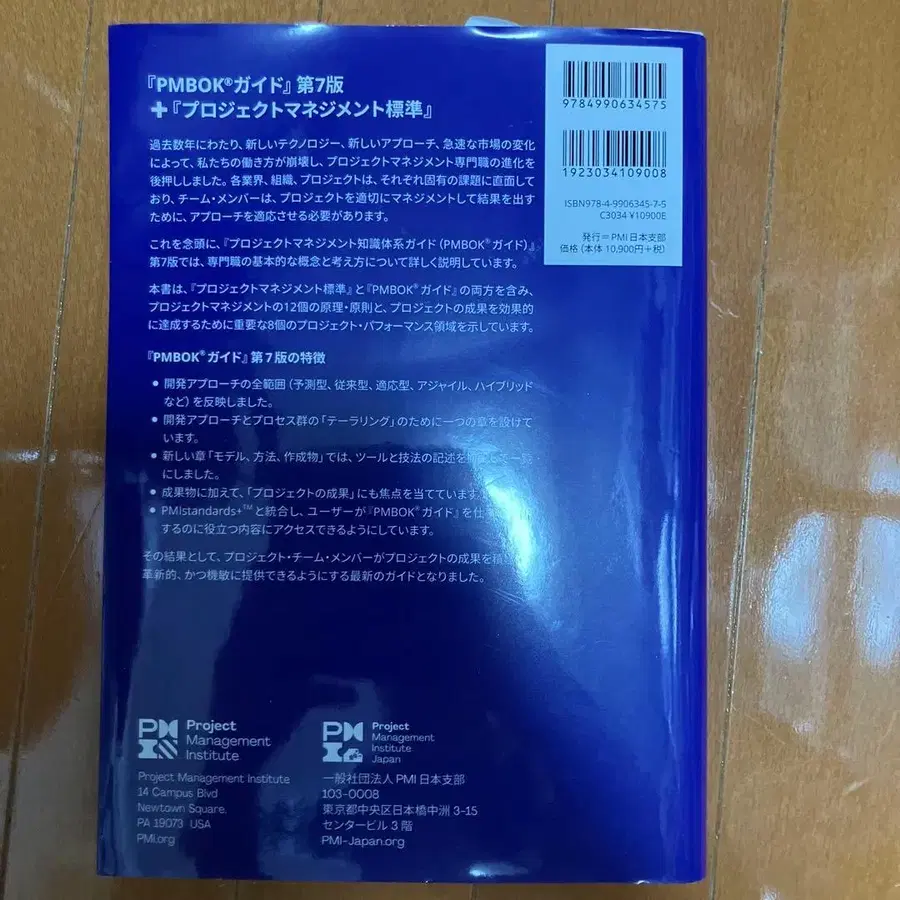 『PMBOK®ガイド』第7版
+『プロジェクトマネジメント標準』
過去数年にわたり、新しいテクノロジー、新しいアプローチ、急速な市場の変化
によって、私たちの働き方が崩壊し、プロジェクトマネジメント専門職の進化を
後押ししました。各業界、組織、プロジェクトは、それぞれ固有の課題に直面して
おり、チーム・メンバーは、プロジェクトを適切にマネジメントして結果を出す
ために、アプローチを適応させる必要があります。
これを念頭に、『プロジェクトマネジメント知識体系ガイド（PMBOK®ガイド）』
第7版では、専門職の基本的な概念と考え方について詳しく説明しています。
本書は、『プロジェクトマネジメント標準』と『PMBOK®ガイド』の両方を含み、
プロジェクトマネジメントの12個の原理・原則と、プロジェクトの成果を効果的
に達成するために重要な8個のプロジェクト・パフォーマンス領域を示しています。
『PMBOK®ガイド』第7版の特徴
• 開発アプローチの全範囲（予測型、従来型、適応型、アジャイル、ハイブリッド
など）を反映しました。
• 開発アプローチとプロセス群の「テーラリング」のために一つの章を設けて
います。
• 新しい章「モデル、方法、作成物」では、ツールと技法の記述を
にしました。
• 成果物に加えて、「プロジェクトの成果」にも焦点を当てています。
• PMIstandards+™と統合し、ユーザーが『PMBOK®ガイド』を
するのに役立つ内容にアクセスできるようにしています。
その結果として、プロジェクト・チーム・メンバーがプロジェクトの成果を
革新的、かつ機敏に提供できるようにする最新のガイドとなりました。
9784990634575
1923034109008
ISBN978-4-9906345-7-5
C3034 ¥10900E
発行=PMI日本支部
価格（本体 10,900円+税）
PMI
Project
Management
Institute
Project Management Institute
14 Campus Blvd
Newtown Square,
PA 19073 USA
PMI.org
PMI
Project
Management
Institute
Japan
一般社団法人 PMI日本支部
103-0008
東京都中央区日本橋中洲 3-15
センタービル 3階
PMI-Japan.org